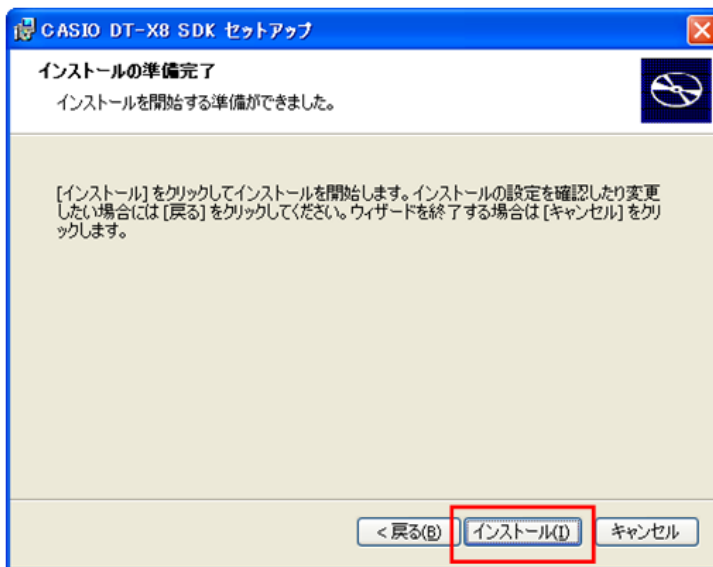 CASIO DT-X8 SDK セットアップ
インストールの準備完了
インストールを開始する準備ができました。
[インストール] をクリックしてインストールを開始します。インストールの設定を確認したり変更
したい場合には [戻る] をクリックしてください。ウィザードを終了する場合は [キャンセル] をクリ
ックします。
< 戻る(B) インストール(I) キャンセル